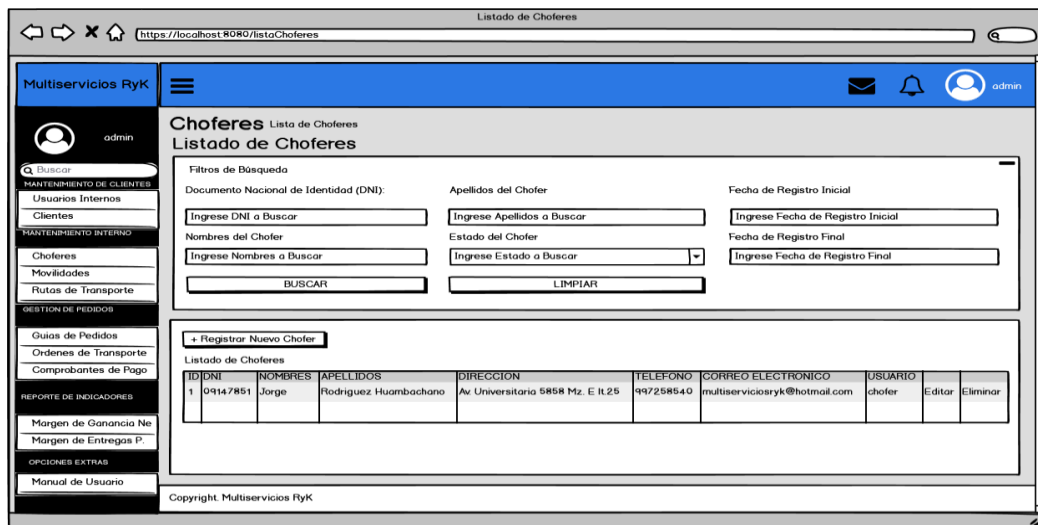 Listado de Choferes
https://localhost:8080/listaChoferes
Multiservicios RyK
admin
admin
Buscar
MANTENIMIENTO DE CLIENTES
Usuarios Internos
Clientes
MANTENIMIENTO INTERNO
Choferes
Movilidades
Rutas de Transporte
GESTION DE PEDIDOS
Guias de Pedidos
Ordenes de Transporte
Comprobantes de Pago
REPORTE DE INDICADORES
Margen de Ganancia Ne
Margen de Entregas P.
OPCIONES EXTRAS
Manual de Usuario
Choferes Lista de Choferes
Listado de Choferes
Filtros de Búsqueda
Documento Nacional de Identidad (DNI): Apellidos del Chofer Fecha de Registro Inicial
Ingrese DNI a Buscar Ingrese Apellidos a Buscar Ingrese Fecha de Registro Inicial
Nombres del Chofer Estado del Chofer Fecha de Registro Final
Ingrese Nombres a Buscar Ingrese Estado a Buscar Ingrese Fecha de Registro Final
BUSCAR LIMPIAR
+ Registrar Nuevo Chofer
Listado de Choferes
ID DNI NOMBRES APELLIDOS DIRECCION TELEFONO CORREO ELECTRONICO USUARIO
1 09147851 Jorge Rodriguez Huambachano Av. Universitaria 5858 Mz. E lt.25 997258540 multiserviciosryk@hotmail.com chofer Editar Eliminar
Copyright. Multiservicios RyK